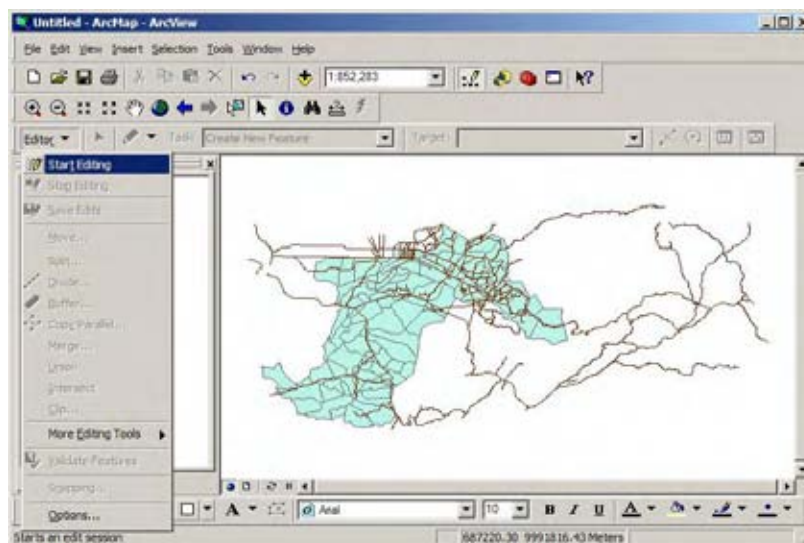 Untitled - ArcMap - ArcView
File Edit View Insert Selection Tools Window Help
1:852,283
Editor Task: Create New Feature Target:
Start Editing
Stop Editing
Save Edits
Move...
Split...
Divide...
Buffer...
Copy Parallel...
Merge...
Union
Intersect
Clip...
More Editing Tools
Validate Features
Snapping...
Options...
A Arial 10 B I U A
Starts an edit session 687220.30 9991816.43 Meters